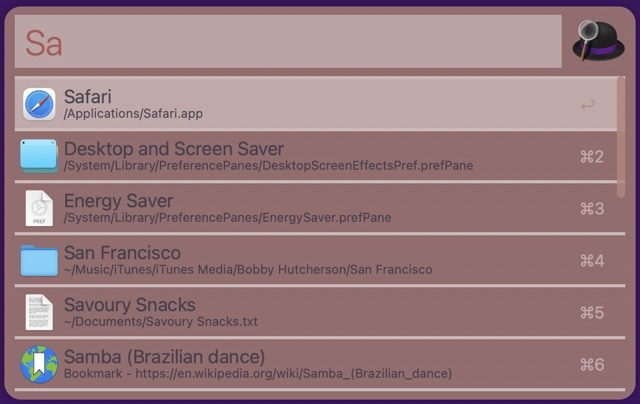 Sa
Safari
/Applications/Safari.app
↩
Desktop and Screen Saver
/System/Library/PreferencePanes/DesktopScreenEffectsPref.prefPane
⌘2
Energy Saver
/System/Library/PreferencePanes/EnergySaver.prefPane
⌘3
PREF
San Francisco
~/Music/iTunes/iTunes Media/Bobby Hutcherson/San Francisco
⌘4
Savoury Snacks
~/Documents/Savoury Snacks.txt
⌘5
Samba (Brazilian dance)
Bookmark - https://en.wikipedia.org/wiki/Samba_(Brazilian_dance)
⌘6